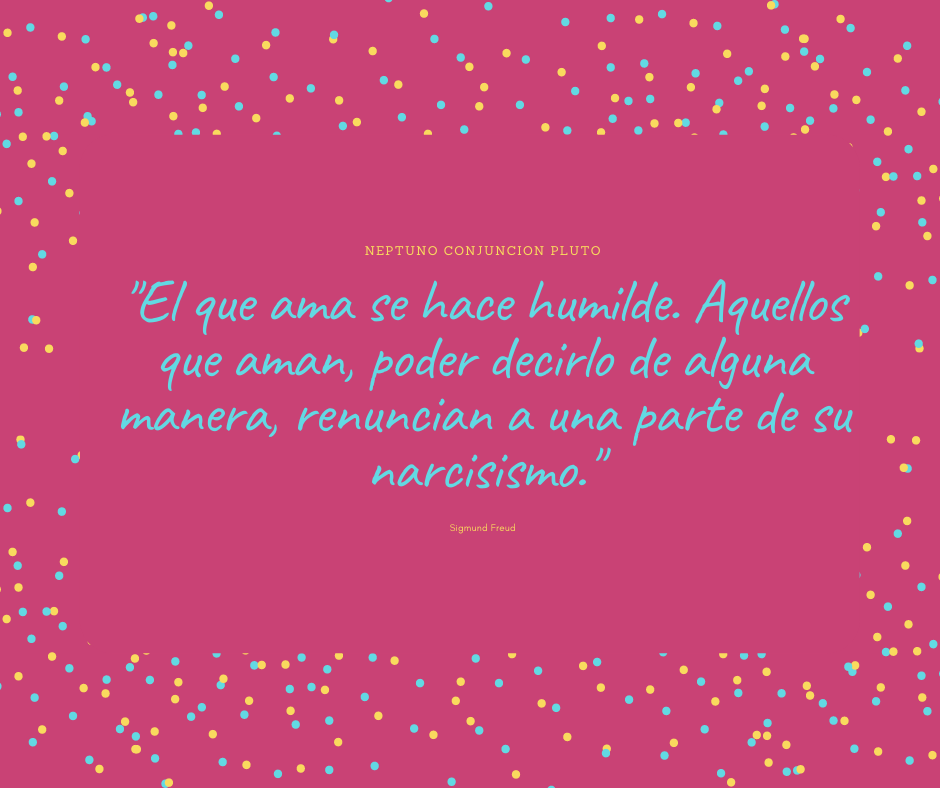 NEPTUNO CONJUNCION PLUTO
"El que ama se hace humilde. Aquellos
que aman, poder decirlo de alguna
manera, renuncian a una parte de su
narcisismo."
Sigmund Freud